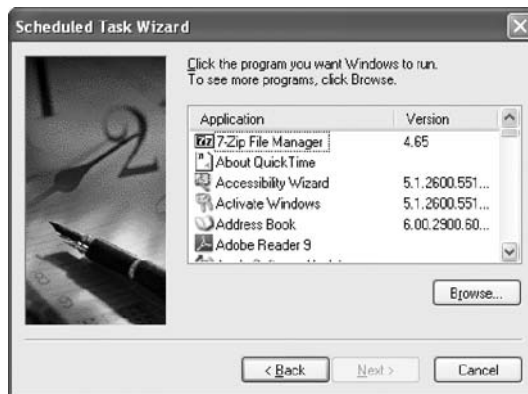 Scheduled Task Wizard
Click the program you want Windows to run.
To see more programs, click Browse.
Application Version
7-Zip File Manager 4.65
About QuickTime
Accessibility Wizard 5.1.2600.551...
Activate Windows 5.1.2600.551...
Address Book 6.00.2900.60...
Adobe Reader 9
Browse...
< Back Next > Cancel